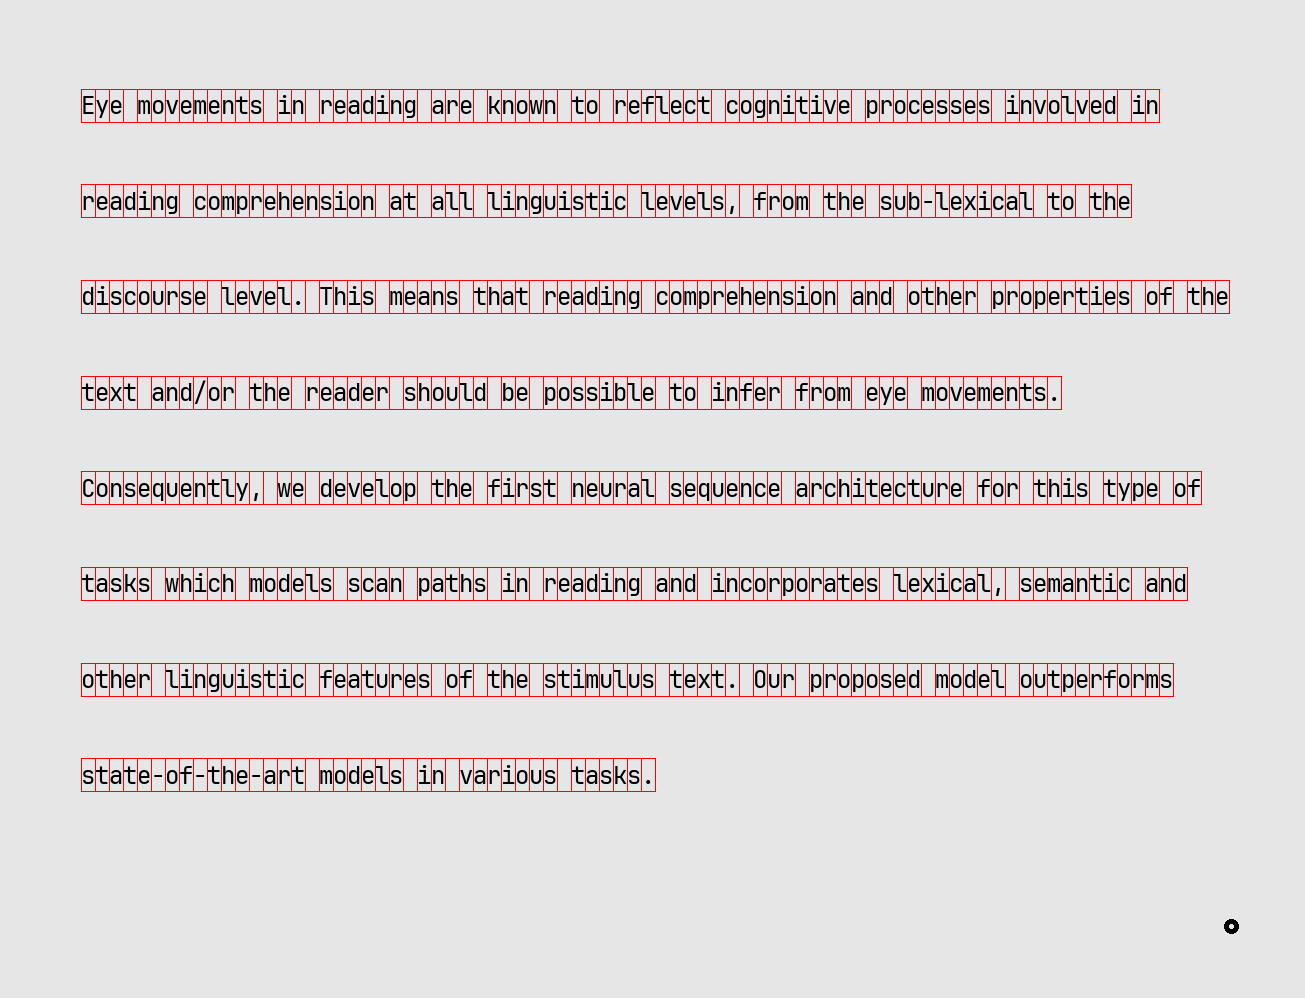 Eye movements in reading are known to reflect cognitive processes involved in
reading comprehension at all linguistic levels, from the sub-lexical to the
discourse level. This means that reading comprehension and other properties of the
text and/or the reader should be possible to infer from eye movements.
Consequently, we develop the first neural sequence architecture for this type of
tasks which models scan paths in reading and incorporates lexical, semantic and
other linguistic features of the stimulus text. Our proposed model outperforms
state-of-the-art models in various tasks.